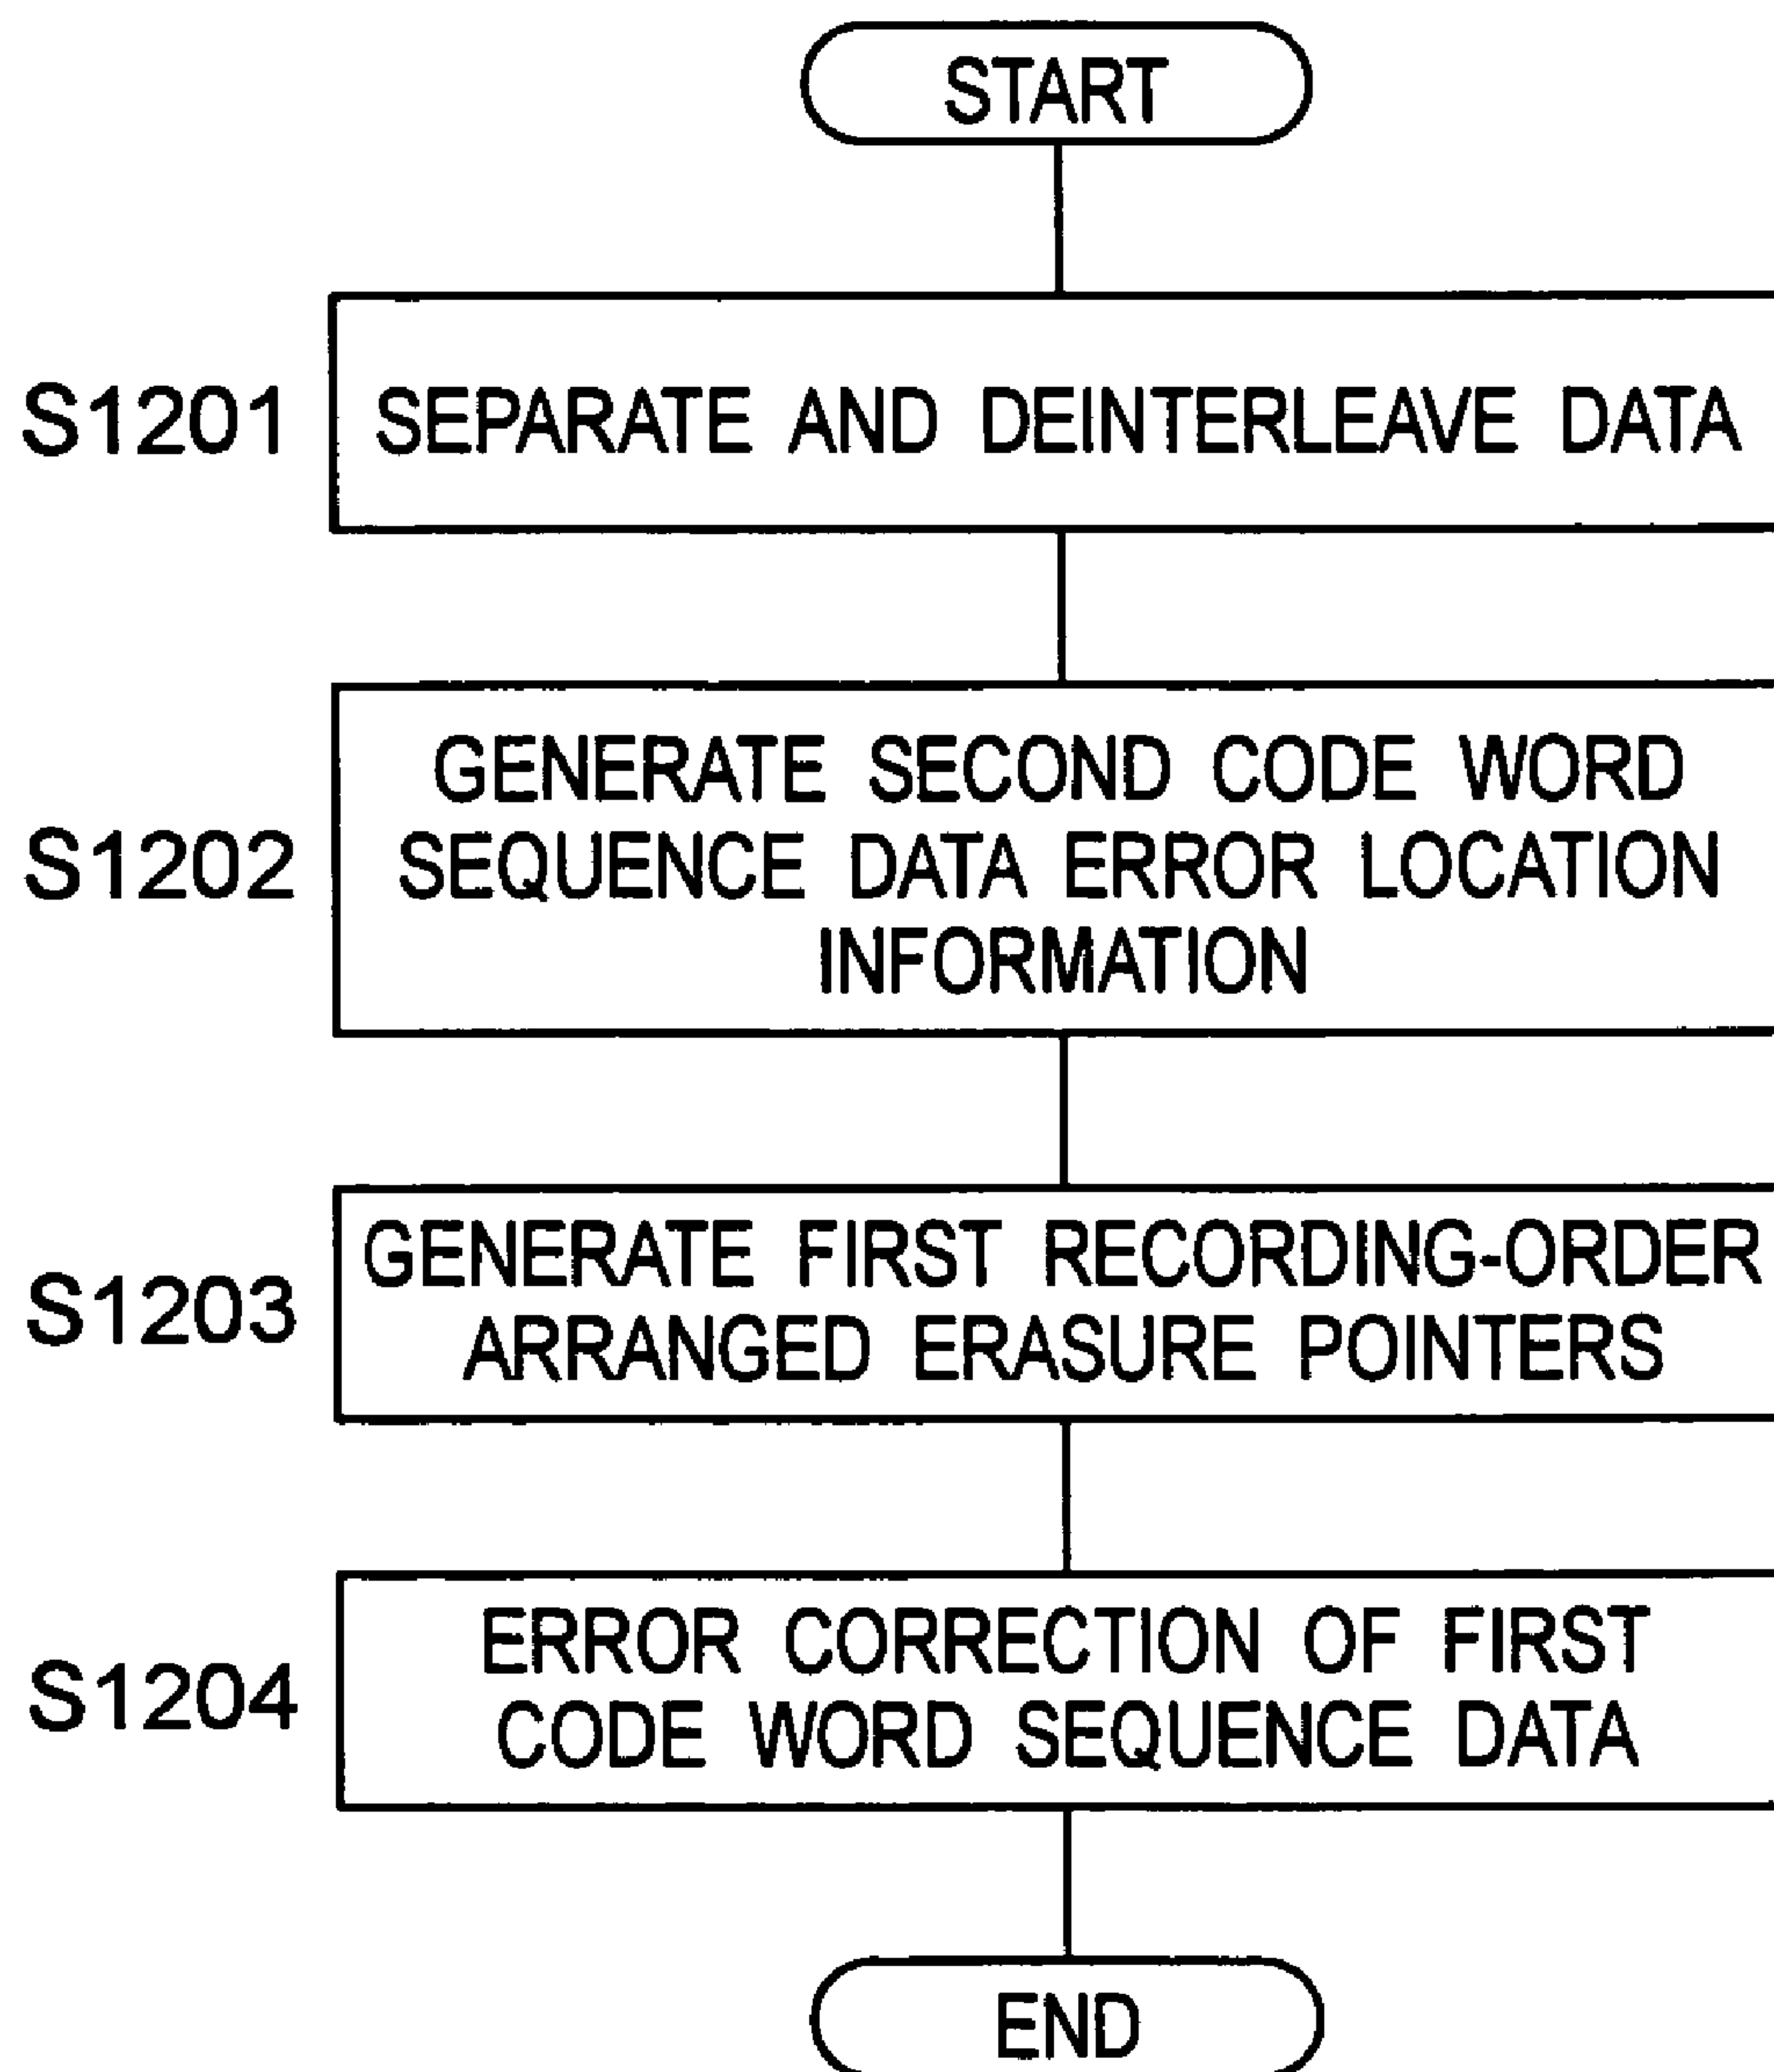 START
S1201
SEPARATE AND DEINTERLEAVE DATA
S1202
GENERATE SECOND CODE WORD
SEQUENCE DATA ERROR LOCATION
INFORMATION
S1203
GENERATE FIRST RECORDING-ORDER
ARRANGED ERASURE POINTERS
S1204
ERROR CORRECTION OF FIRST
CODE WORD SEQUENCE DATA
END